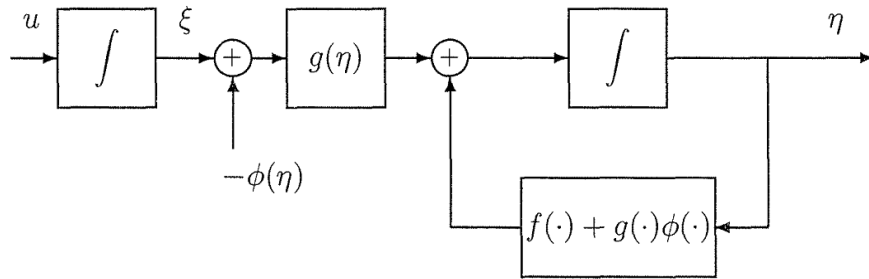 u
∫
ξ
+
g(η)
+
∫
η
−ϕ(η)
f(·) + g(·)ϕ(·)